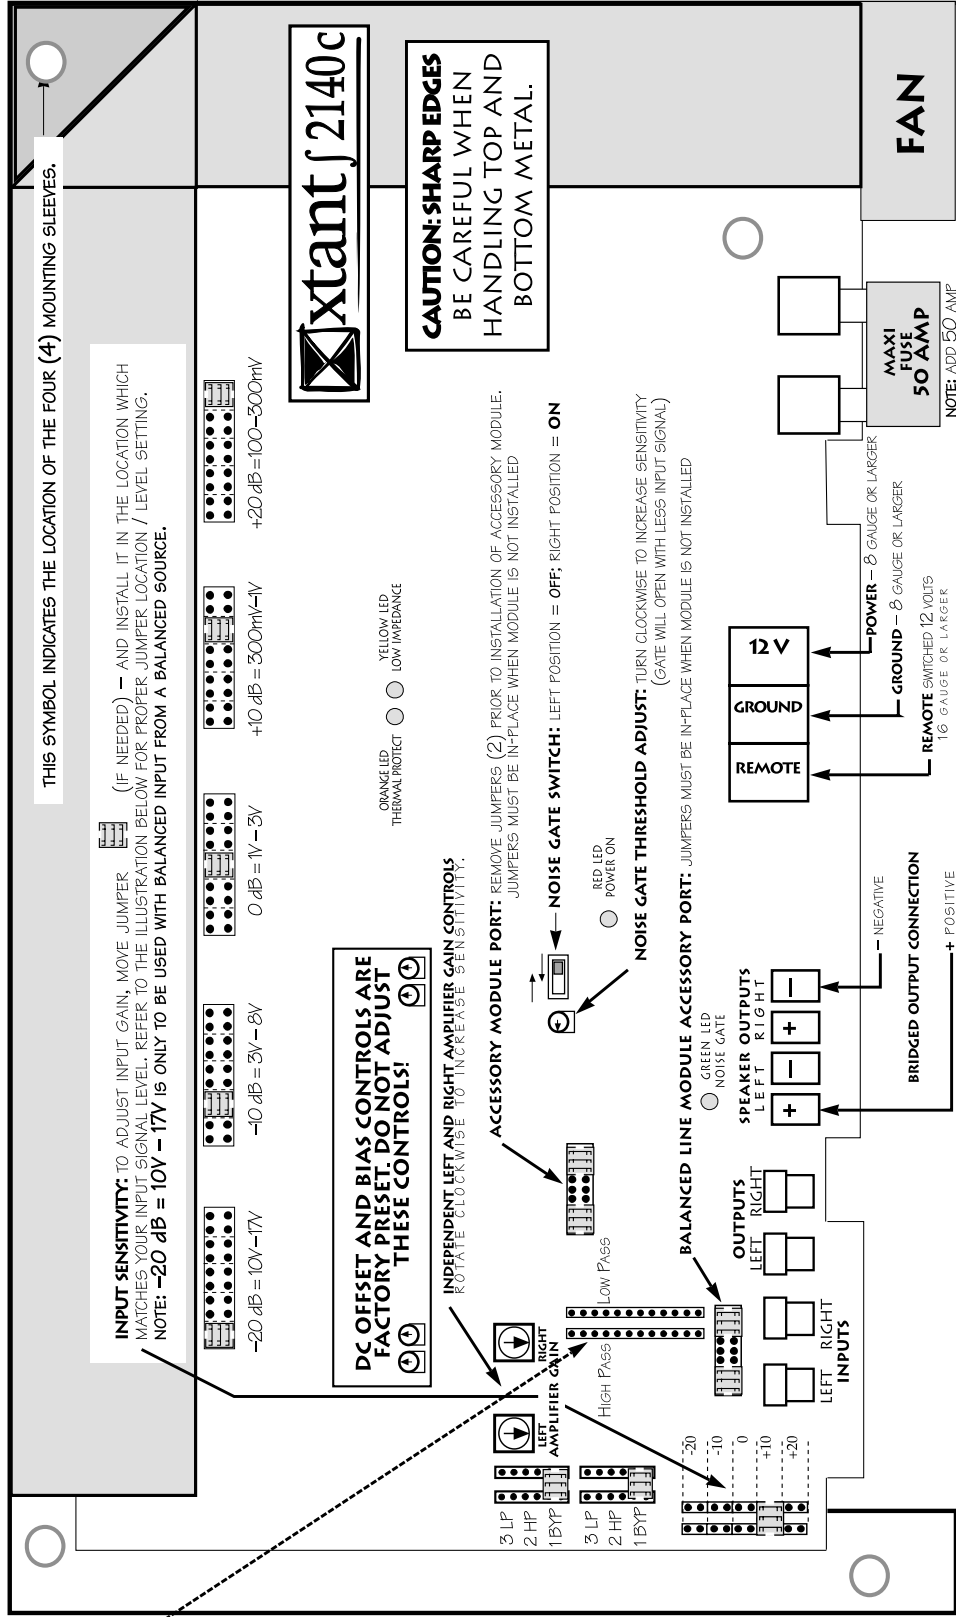 THIS SYMBOL INDICATES THE LOCATION OF THE FOUR (4) MOUNTING SLEEVES.
INPUT SENSITIVITY: TO ADJUST INPUT GAIN, MOVE JUMPER (IF NEEDED) – AND INSTALL IT IN THE LOCATION WHICH
MATCHES YOUR INPUT SIGNAL LEVEL. REFER TO THE ILLUSTRATION BELOW FOR PROPER JUMPER LOCATION / LEVEL SETTING.
NOTE: –20 dB = 10V – 17V IS ONLY TO BE USED WITH BALANCED INPUT FROM A BALANCED SOURCE.
–20 dB = 10V–17V
–10 dB = 3V–8V
0 dB = 1V–3V
+10 dB = 300mV–1V
+20 dB = 100–300mV
xtant 2140c
CAUTION: SHARP EDGES
BE CAREFUL WHEN
HANDLING TOP AND
BOTTOM METAL.
FAN
DC OFFSET AND BIAS CONTROLS ARE
FACTORY PRESET. DO NOT ADJUST
THESE CONTROLS!
ORANGE LED
THERMAL PROTECT
YELLOW LED
LOW IMPEDANCE
INDEPENDENT LEFT AND RIGHT AMPLIFIER GAIN CONTROLS
ROTATE CLOCKWISE TO INCREASE SENSITIVITY.
ACCESSORY MODULE PORT: REMOVE JUMPERS (2) PRIOR TO INSTALLATION OF ACCESSORY MODULE.
JUMPERS MUST BE IN-PLACE WHEN MODULE IS NOT INSTALLED
NOISE GATE SWITCH: LEFT POSITION = OFF; RIGHT POSITION = ON
RED LED
POWER ON
NOISE GATE THRESHOLD ADJUST: TURN CLOCKWISE TO INCREASE SENSITIVITY
(GATE WILL OPEN WITH LESS INPUT SIGNAL)
BALANCED LINE MODULE ACCESSORY PORT: JUMPERS MUST BE IN-PLACE WHEN MODULE IS NOT INSTALLED
GREEN LED
NOISE GATE
LEFT
RIGHT
AMPLIFIER GAIN
3 LP
2 HP
1 BYP
3 LP
2 HP
1 BYP
HIGH PASS
LOW PASS
-20
-10
0
+10
+20
LEFT RIGHT
INPUTS
OUTPUTS
LEFT RIGHT
SPEAKER OUTPUTS
LEFT RIGHT
+ – + –
REMOTE
GROUND
12 V
MAXI
FUSE
50 AMP
NOTE: ADD 50 AMP
POWER – 8 GAUGE OR LARGER
GROUND – 8 GAUGE OR LARGER
REMOTE SWITCHED 12 VOLTS
16 GAUGE OR LARGER
– NEGATIVE
BRIDGED OUTPUT CONNECTION
+ POSITIVE